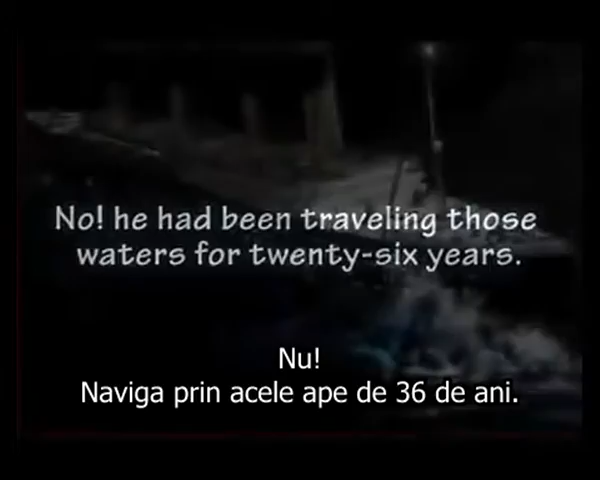 No! he had been traveling those
waters for twenty-six years.
Nu!
Naviga prin acele ape de 36 de ani.